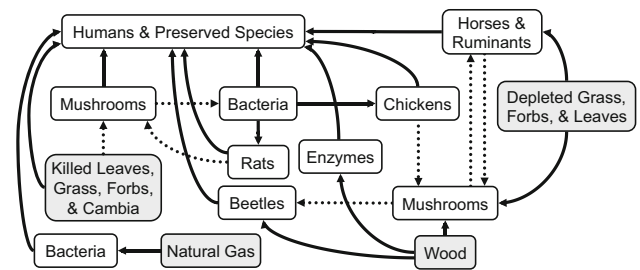 Humans & Preserved Species
Horses &
Ruminants
Mushrooms
Bacteria
Chickens
Depleted Grass,
Forbs, & Leaves
Rats
Enzymes
Killed Leaves,
Grass, Forbs,
& Cambia
Beetles
Mushrooms
Bacteria
Natural Gas
Wood